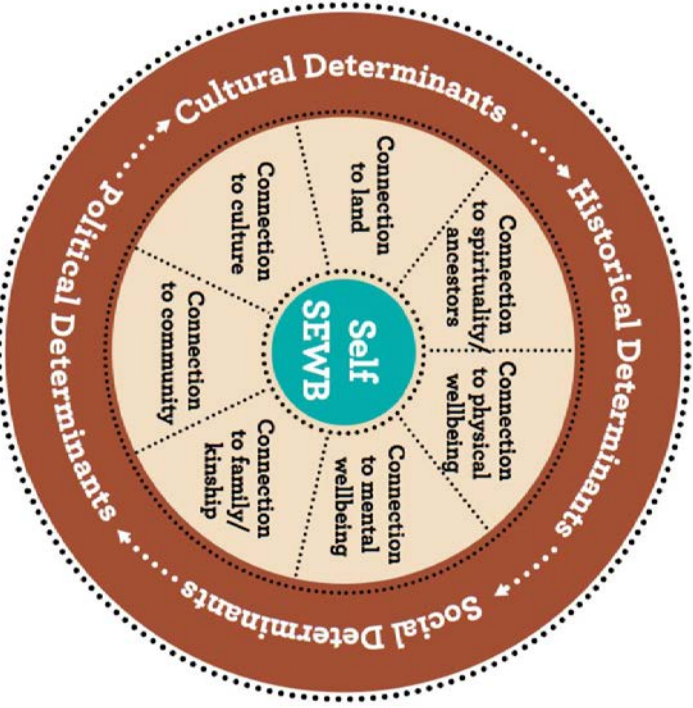 Self
SEWB
Connection
to spirituality/
ancestors
Connection
to physical
wellbeing
Connection
to mental
wellbeing
Connection
to family/
kinship
Connection
to community
Connection
to culture
Connection
to land
Historical Determinants
Social Determinants
Political Determinants
Cultural Determinants